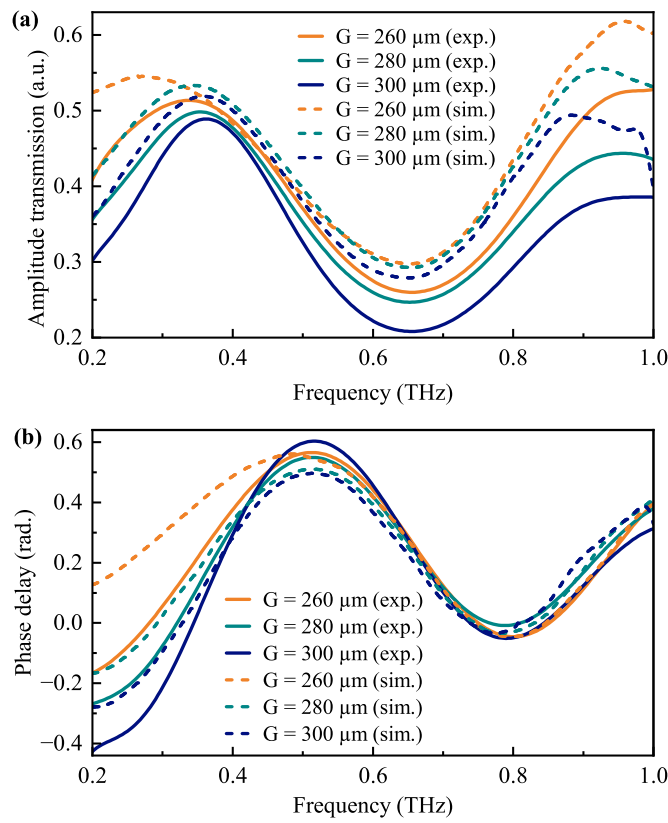 (a)
0.6
0.5
0.4
0.3
0.2
Amplitude transmission (a.u.)
G = 260 µm (exp.)
G = 280 µm (exp.)
G = 300 µm (exp.)
G = 260 µm (sim.)
G = 280 µm (sim.)
G = 300 µm (sim.)
0.2 0.4 0.6 0.8 1.0
Frequency (THz)
(b)
0.6
0.4
0.2
0.0
−0.2
−0.4
Phase delay (rad.)
G = 260 µm (exp.)
G = 280 µm (exp.)
G = 300 µm (exp.)
G = 260 µm (sim.)
G = 280 µm (sim.)
G = 300 µm (sim.)
0.2 0.4 0.6 0.8 1.0
Frequency (THz)